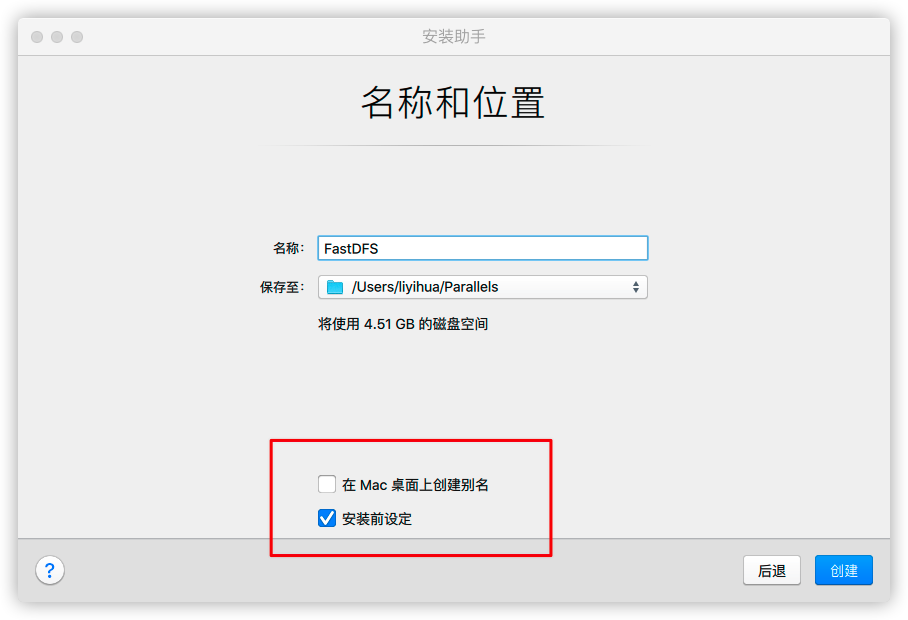 安装助手
名称和位置
名称： FastDFS
保存至： /Users/liyihua/Parallels
将使用 4.51 GB 的磁盘空间
在 Mac 桌面上创建别名
安装前设定
? 后退 创建